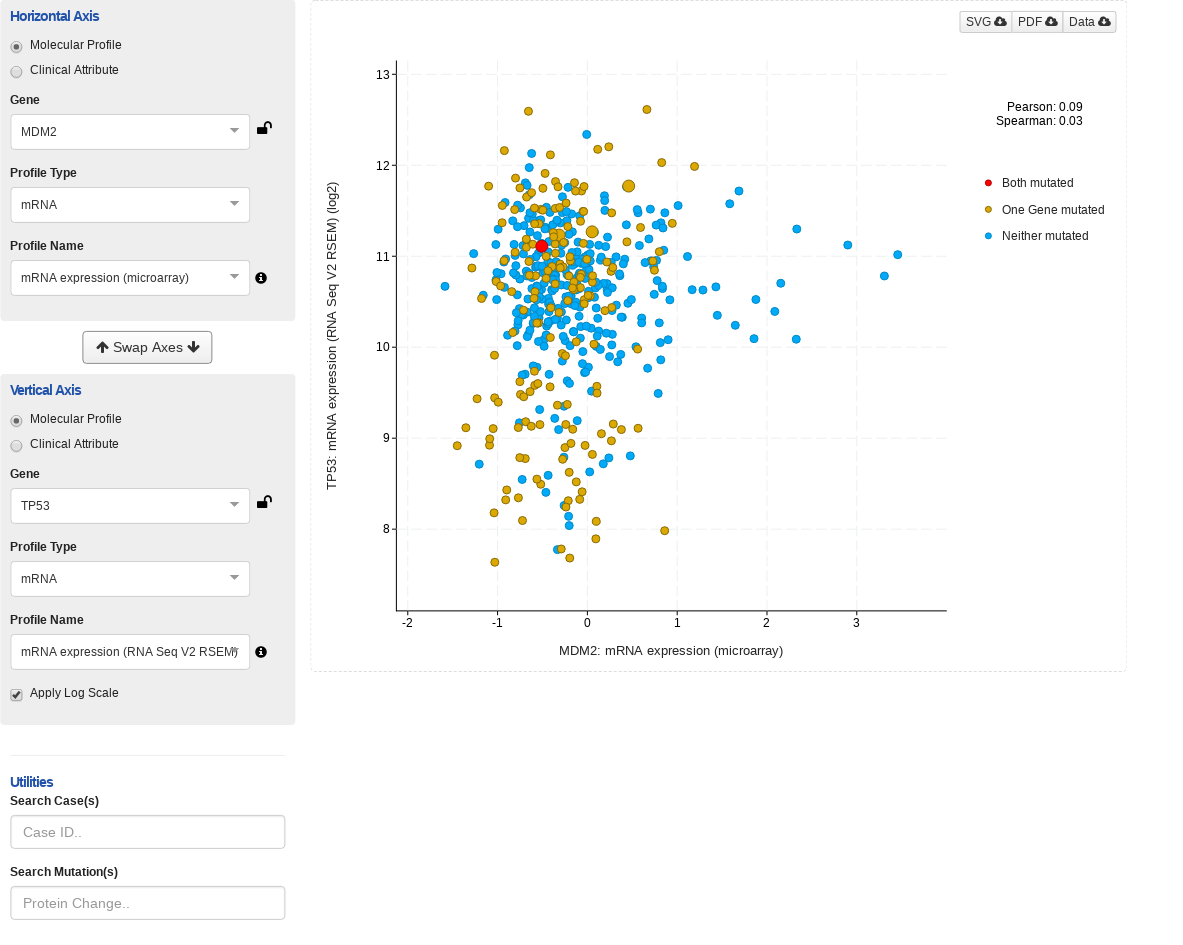 Horizontal Axis
Molecular Profile
Clinical Attribute
Gene
MDM2
Profile Type
mRNA
Profile Name
mRNA expression (microarray)
Swap Axes
Vertical Axis
Molecular Profile
Clinical Attribute
Gene
TP53
Profile Type
mRNA
Profile Name
mRNA expression (RNA Seq V2 RSEM)
Apply Log Scale
Utilities
Search Case(s)
Case ID..
Search Mutation(s)
Protein Change..
SVG PDF Data
Pearson: 0.09
Spearman: 0.03
Both mutated
One Gene mutated
Neither mutated
TP53: mRNA expression (RNA Seq V2 RSEM) (log2)
13
12
11
10
9
8
-2 -1 0 1 2 3
MDM2: mRNA expression (microarray)